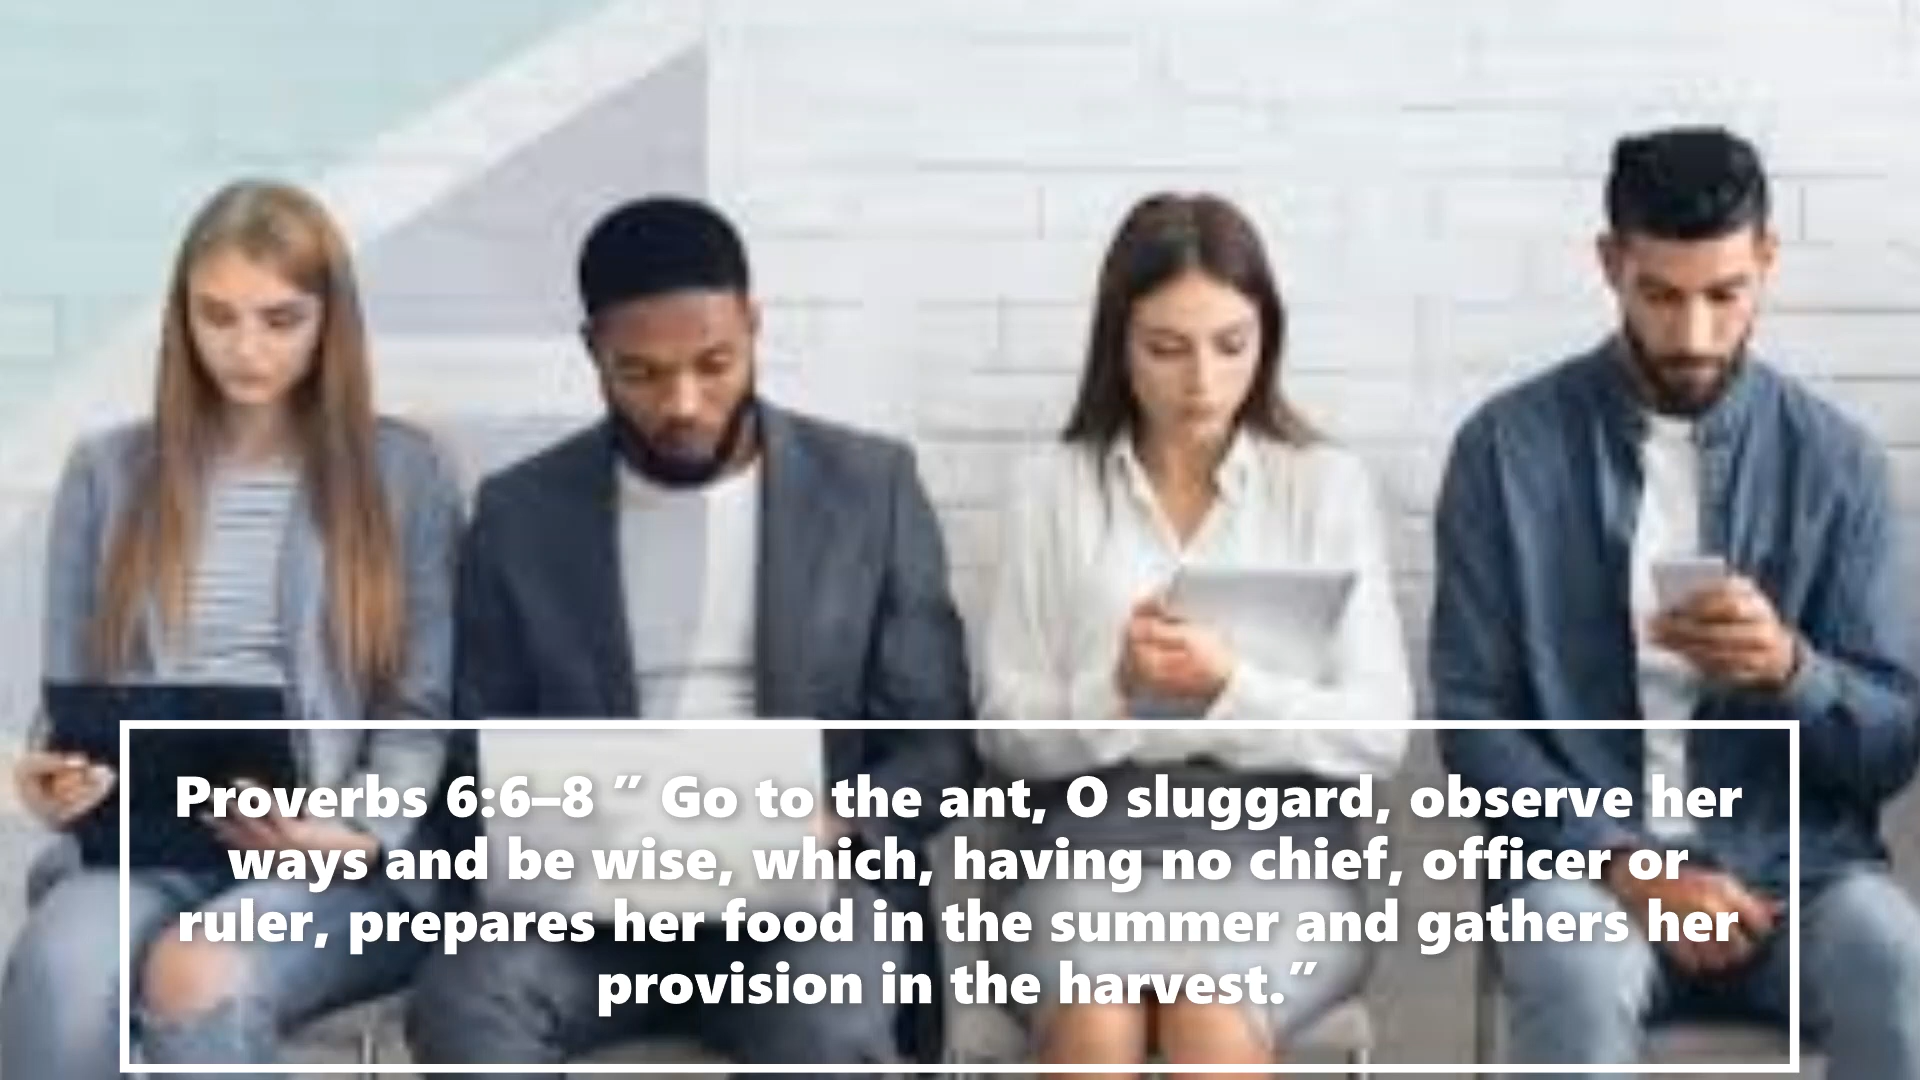 Proverbs 6:6–8 ” Go to the ant, O sluggard, observe her
ways and be wise, which, having no chief, officer or
ruler, prepares her food in the summer and gathers her
provision in the harvest.”